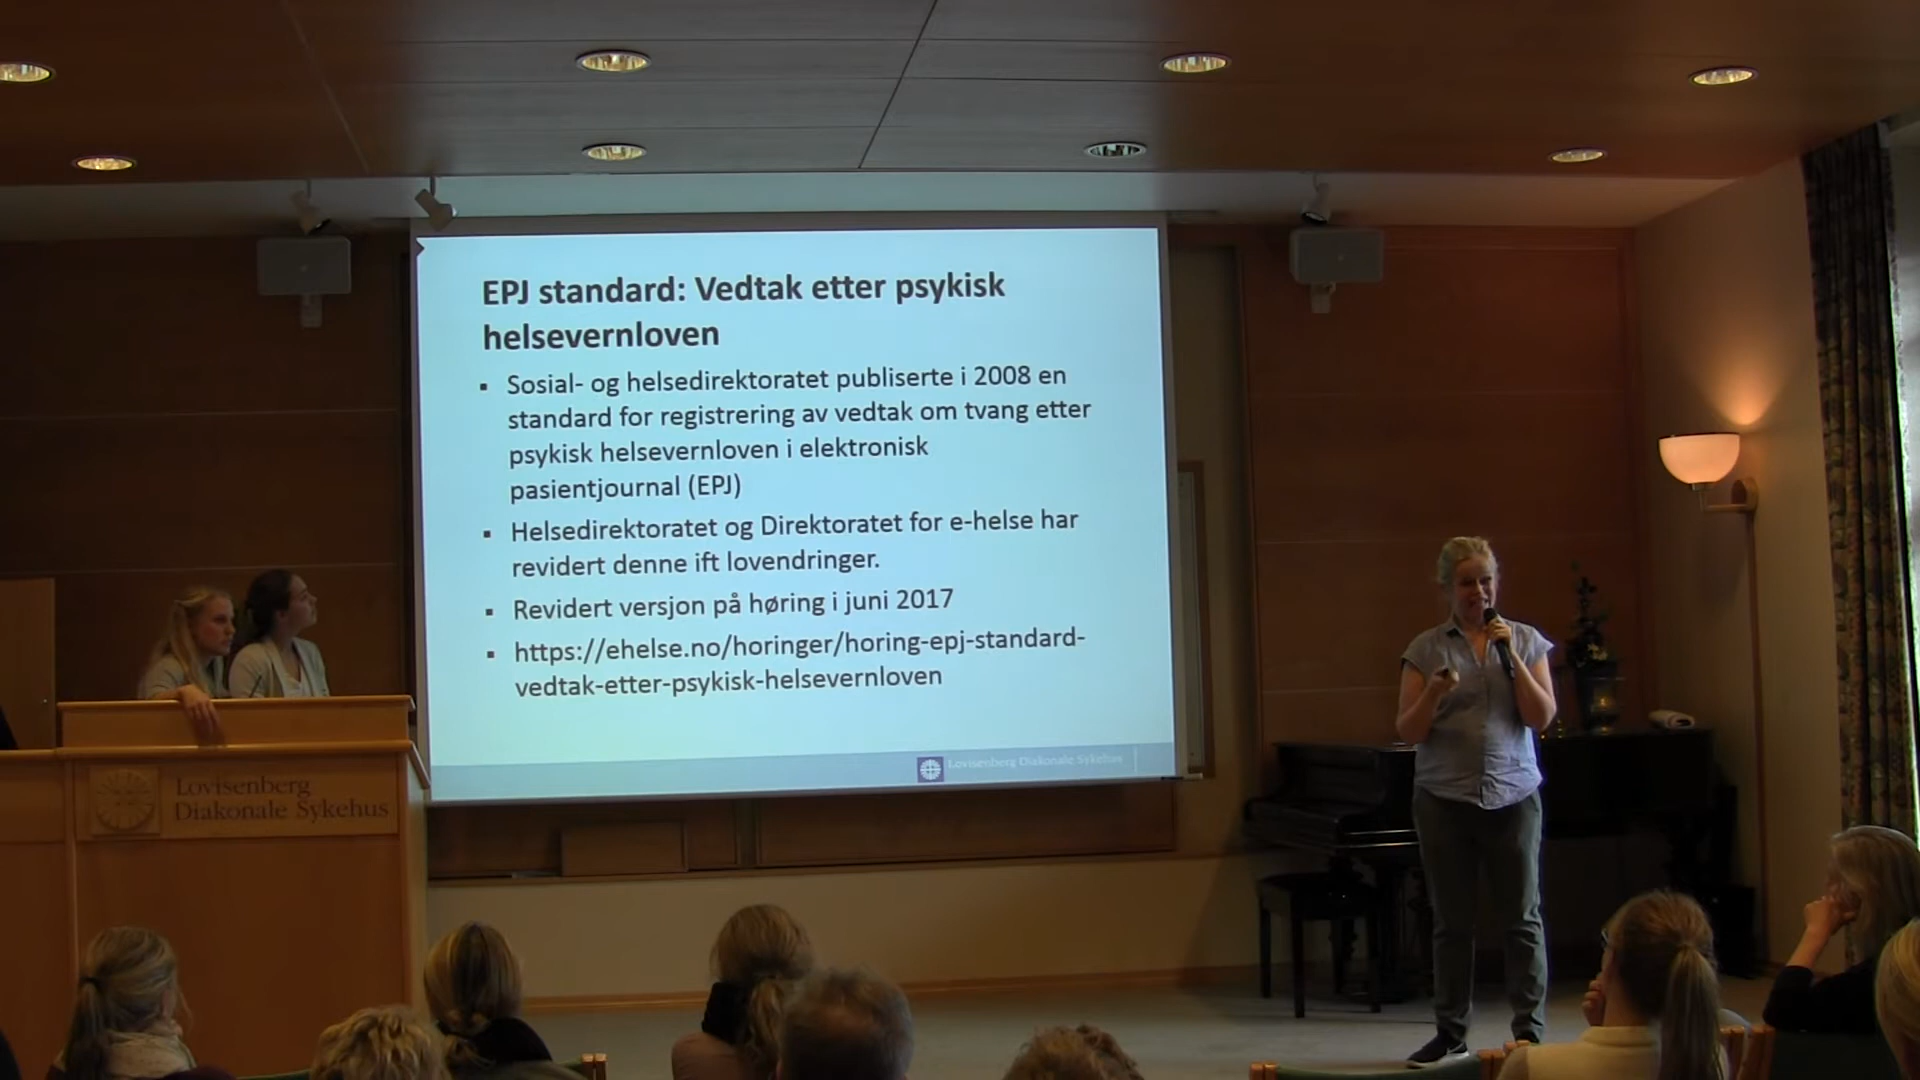 EPJ standard: Vedtak etter psykisk
helsevernloven
▪ Sosial- og helsedirektoratet publiserte i 2008 en
standard for registrering av vedtak om tvang etter
psykisk helsevernloven i elektronisk
pasientjournal (EPJ)
▪ Helsedirektoratet og Direktoratet for e-helse har
revidert denne ift lovendringer.
▪ Revidert versjon på høring i juni 2017
▪ https://ehelse.no/horinger/horing-epj-standard-
vedtak-etter-psykisk-helsevernloven
Lovisenberg Diakonale Sykehus
Lovisenberg
Diakonale Sykehus